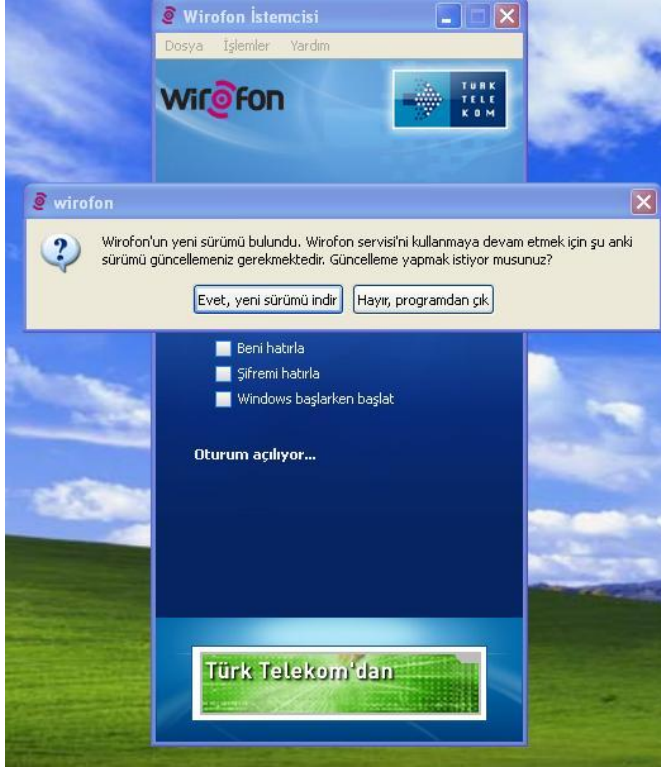 Wirofon İstemcisi
Dosya İşlemler Yardım
wirofon
TÜRK
TELE
KOM
wirofon
Wirofon'un yeni sürümü bulundu. Wirofon servisi'ni kullanmaya devam etmek için şu anki
sürümü güncellemeniz gerekmektedir. Güncelleme yapmak istiyor musunuz?
Evet, yeni sürümü indir Hayır, programdan çık
Beni hatırla
Şifremi hatırla
Windows başlarken başlat
Oturum açılıyor...
Türk Telekom'dan